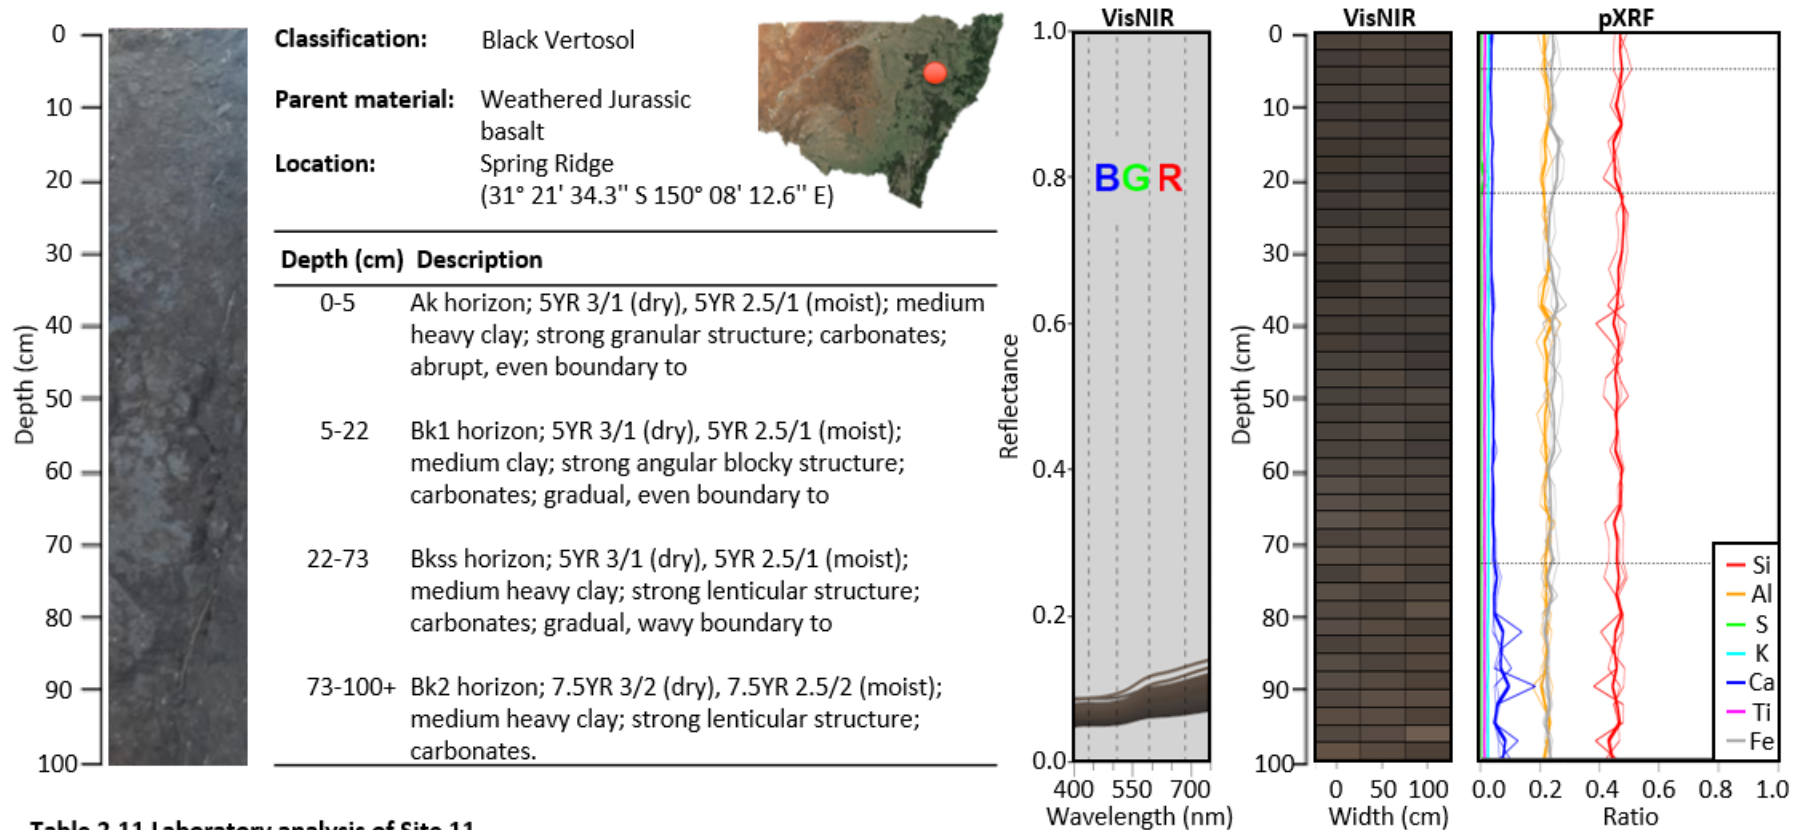 Classification: Black Vertosol
Parent material: Weathered Jurassic
basalt
Location: Spring Ridge
(31° 21' 34.3'' S 150° 08' 12.6'' E)
Depth (cm) Description
0-5 Ak horizon; 5YR 3/1 (dry), 5YR 2.5/1 (moist); medium
heavy clay; strong granular structure; carbonates;
abrupt, even boundary to
5-22 Bk1 horizon; 5YR 3/1 (dry), 5YR 2.5/1 (moist);
medium clay; strong angular blocky structure;
carbonates; gradual, even boundary to
22-73 Bkss horizon; 5YR 3/1 (dry), 5YR 2.5/1 (moist);
medium heavy clay; strong lenticular structure;
carbonates; gradual, wavy boundary to
73-100+ Bk2 horizon; 7.5YR 3/2 (dry), 7.5YR 2.5/2 (moist);
medium heavy clay; strong lenticular structure;
carbonates.
Depth (cm)
0
10
20
30
40
50
60
70
80
90
100
VisNIR
Reflectance
1.0
0.8
0.6
0.4
0.2
0.0
B G R
400 550 700
Wavelength (nm)
VisNIR
Depth (cm)
0
10
20
30
40
50
60
70
80
90
100
0 50 100
Width (cm)
pXRF
Si
Al
S
K
Ca
Ti
Fe
0.0 0.2 0.4 0.6 0.8 1.0
Ratio
Table 2.11 Laboratory analysis of Site 11